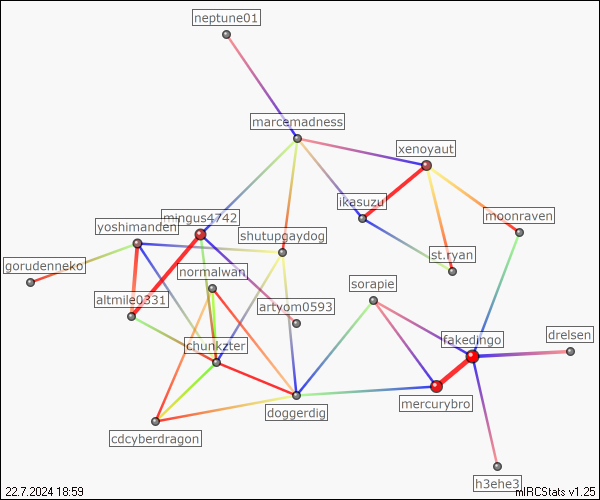 neptune01
marcemadness
xenoyaut
ikasuzu
mingus4742
moonraven
yoshimanden
shutupgaydog
st.ryan
gorudenneko
normalwan
sorapie
altmile0331
artyom0593
drelsen
fakedingo
chunkzter
mercurybro
doggerdig
cdcyberdragon
h3ehe3
22.7.2024 18:59
mIRCStats v1.25